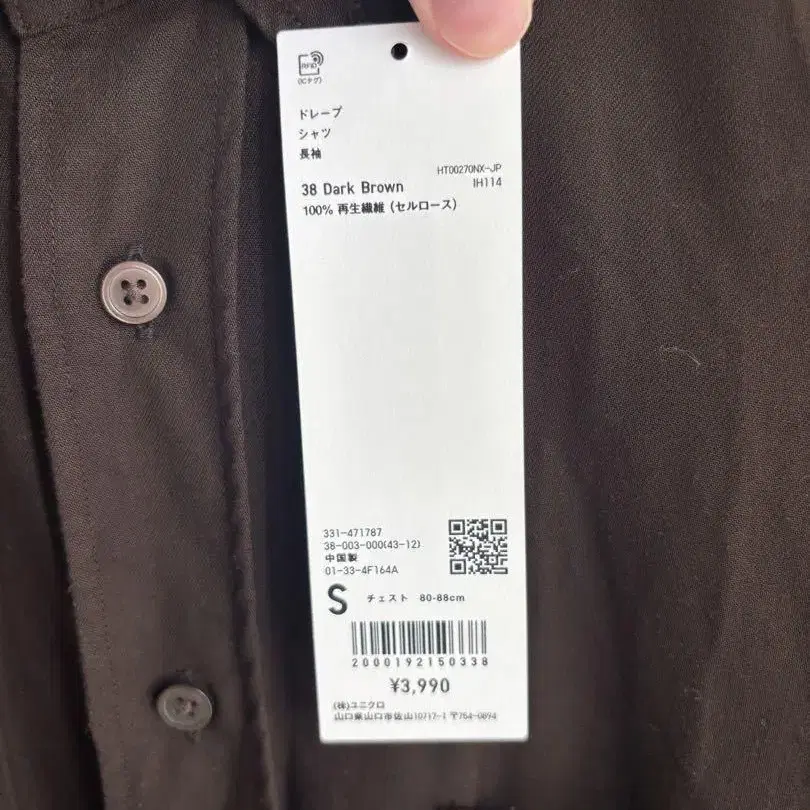 RFID
(ICタグ)
ドレープ
シャツ
長袖
HT00270NX-JP
38 Dark Brown IH114
100% 再生繊維 (セルロース)
331-471787
38-003-000(43-12)
中国製
01-33-4F164A
S チェスト 80-88cm
2000192150338
¥3,990
(株)ユニクロ
山口県山口市佐山10717-1 〒754-0894